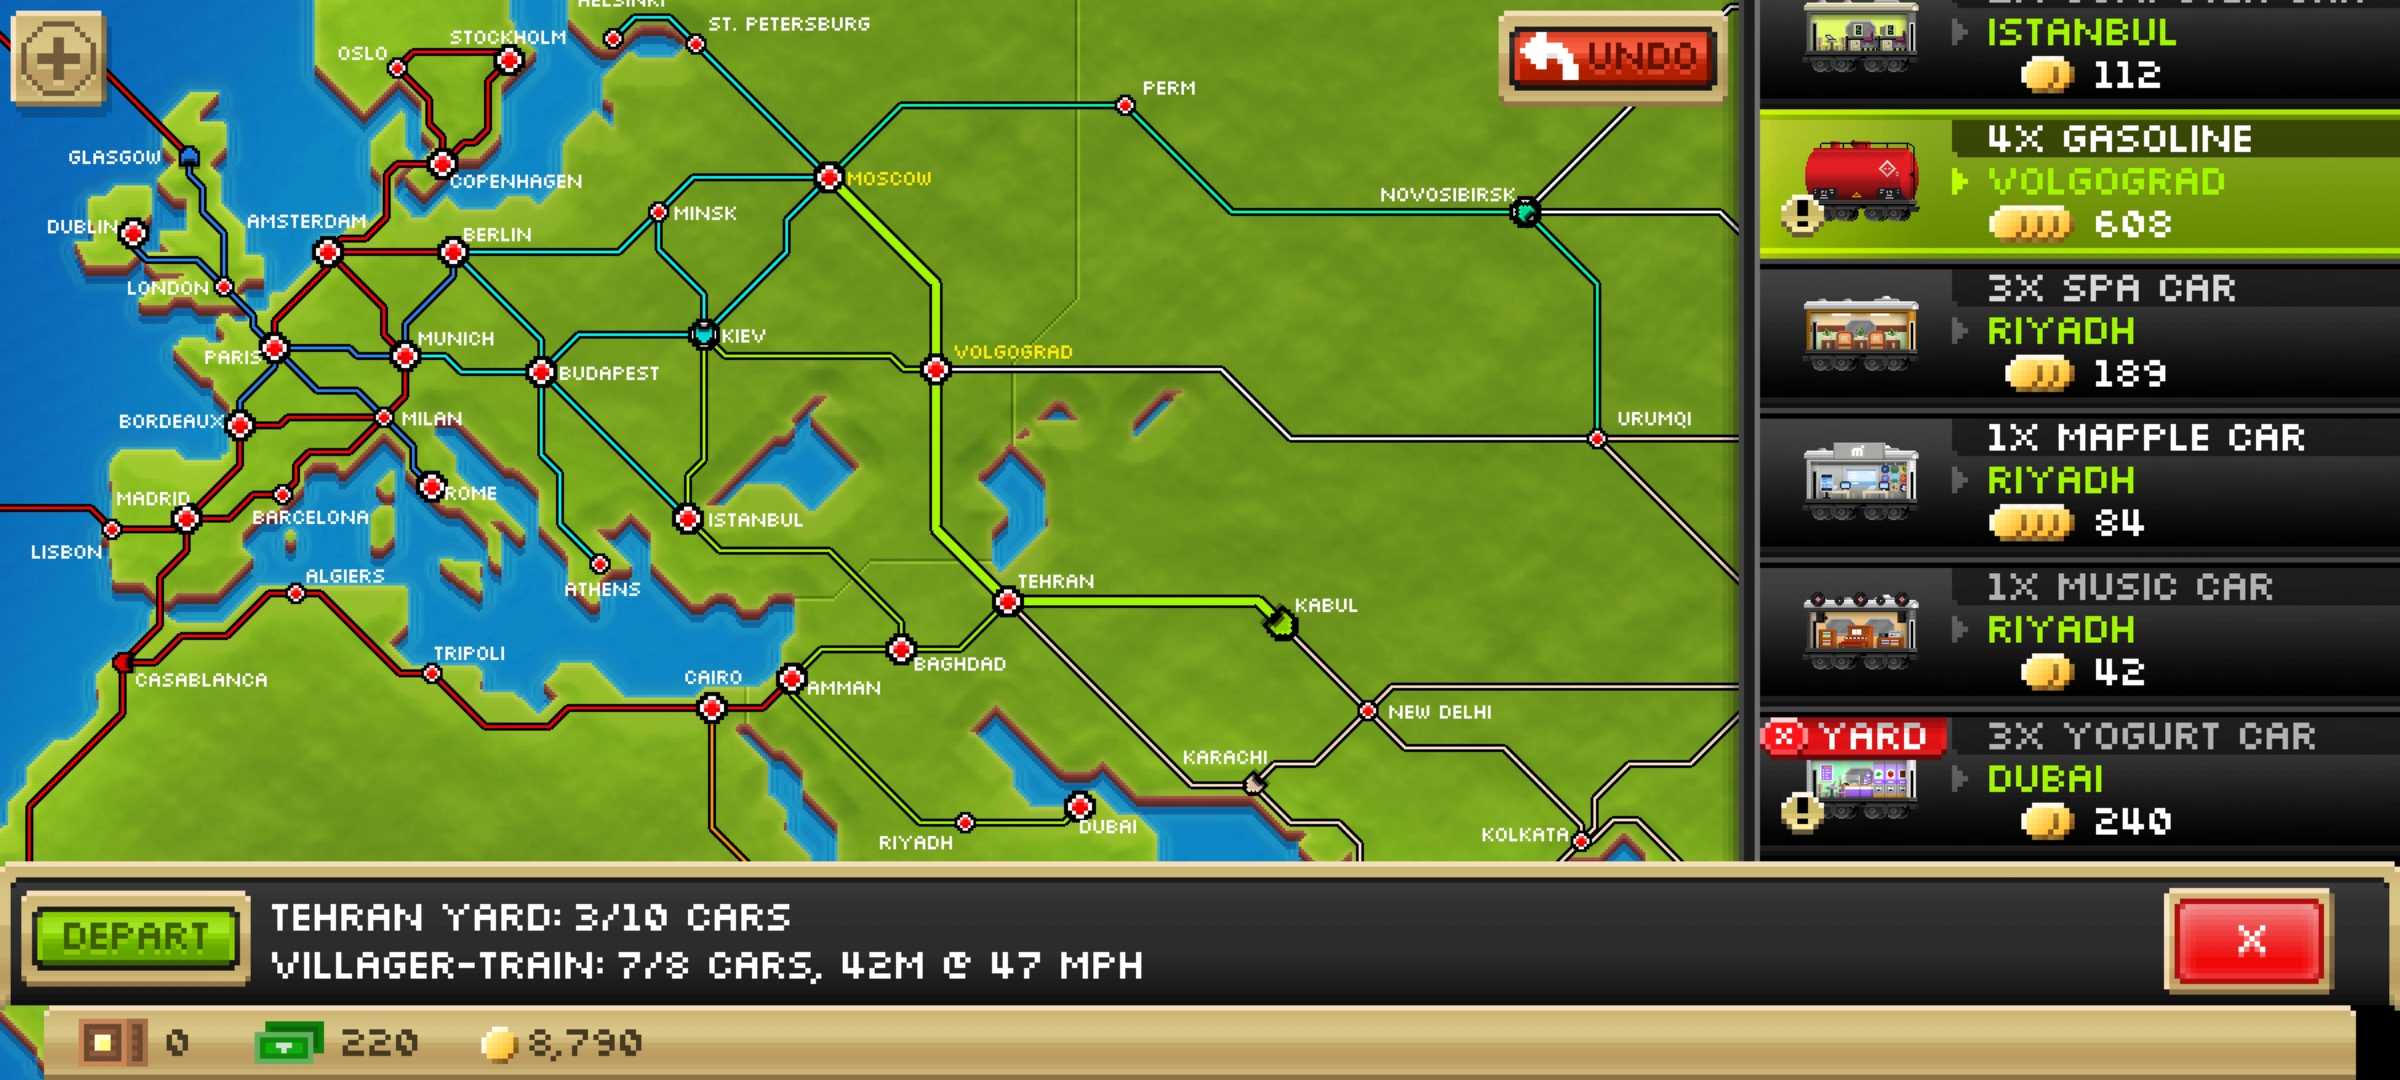 HELSINKI
ST. PETERSBURG
STOCKHOLM
OSLO
PERM
UNDO
GLASGOW
COPENHAGEN
MOSCOW
NOVOSIBIRSK
DUBLIN
AMSTERDAM
BERLIN
MINSK
LONDON
PARIS
MUNICH
KIEV
VOLGOGRAD
BUDAPEST
BORDEAUX
MILAN
URUMQI
MADRID
ROME
BARCELONA
ISTANBUL
LISBON
ALGIERS
ATHENS
TEHRAN
KABUL
TRIPOLI
BAGHDAD
CASABLANCA
CAIRO
AMMAN
NEW DELHI
KARACHI
DUBAI
RIYADH
KOLKATA
ISTANBUL
112
4X GASOLINE
VOLGOGRAD
608
3X SPA CAR
RIYADH
189
1X MAPPLE CAR
m
RIYADH
84
1X MUSIC CAR
RIYADH
42
X YARD
3X YOGURT CAR
DUBAI
240
DEPART
TEHRAN YARD: 3/10 CARS
VILLAGER-TRAIN: 7/8 CARS, 42M @ 47 MPH
X
0
220
8,790